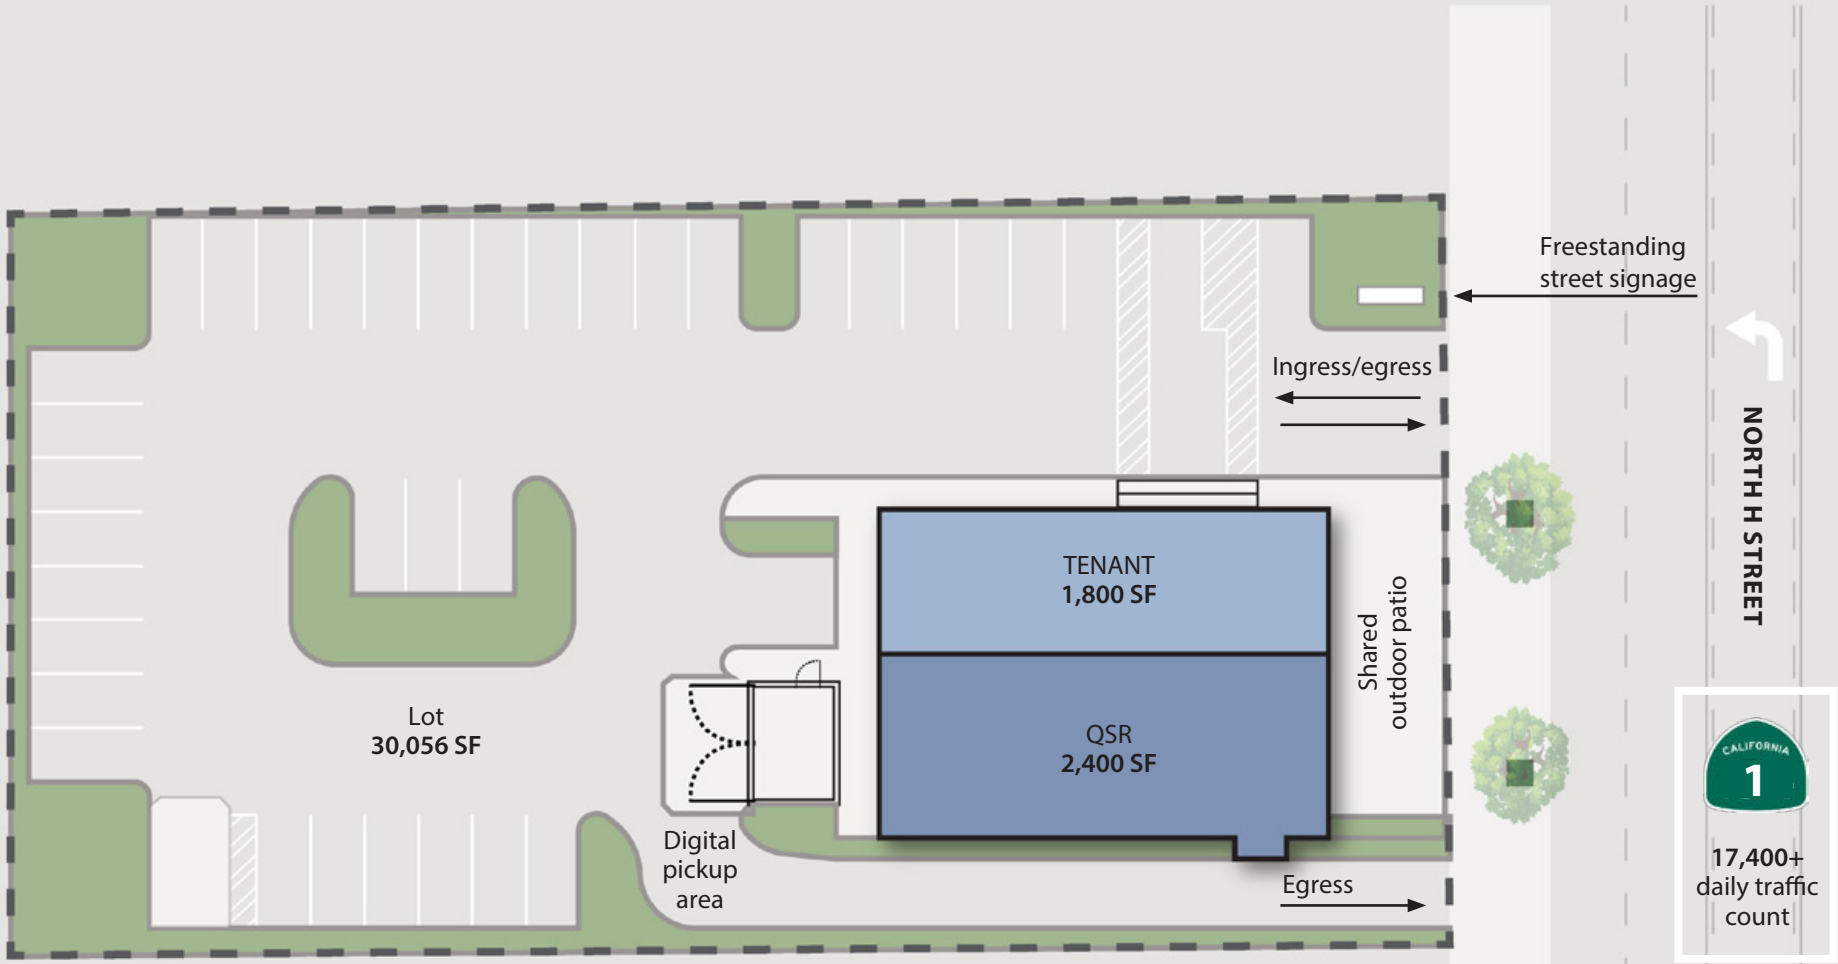 Freestanding
street signage
Ingress/egress
NORTH H STREET
TENANT
1,800 SF
Shared
outdoor patio
QSR
2,400 SF
Lot
30,056 SF
Digital
pickup
area
Egress
CALIFORNIA
1
17,400+
daily traffic
count